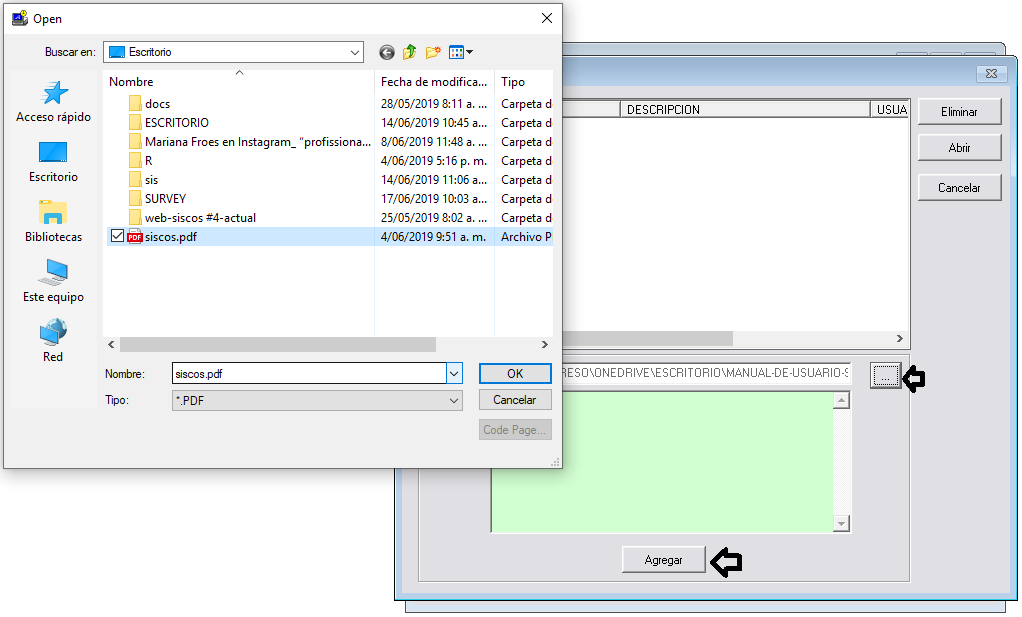 Open
Buscar en: Escritorio
Nombre Fecha de modifica... Tipo
docs 28/05/2019 8:11 a. ... Carpeta d
ESCRITORIO 14/06/2019 10:45 a... Carpeta d
Mariana Froes en Instagram_ “profissiona... 8/06/2019 11:48 a. ... Carpeta d
R 4/06/2019 5:16 p. m. Carpeta d
sis 14/06/2019 11:06 a... Carpeta d
SURVEY 17/06/2019 10:03 a... Carpeta d
web-siscos #4-actual 25/05/2019 8:02 a. ... Carpeta d
PDF siscos.pdf 4/06/2019 9:51 a. m. Archivo P
Acceso rápido
Escritorio
Bibliotecas
Este equipo
Red
Nombre: siscos.pdf OK
Tipo: *.PDF Cancelar
Code Page...
DESCRIPCION USUA
Eliminar
Abrir
Cancelar
RESO\ONEDRIVE\ESCRITORIO\MANUAL-DE-USUARIO-S ...
Agregar